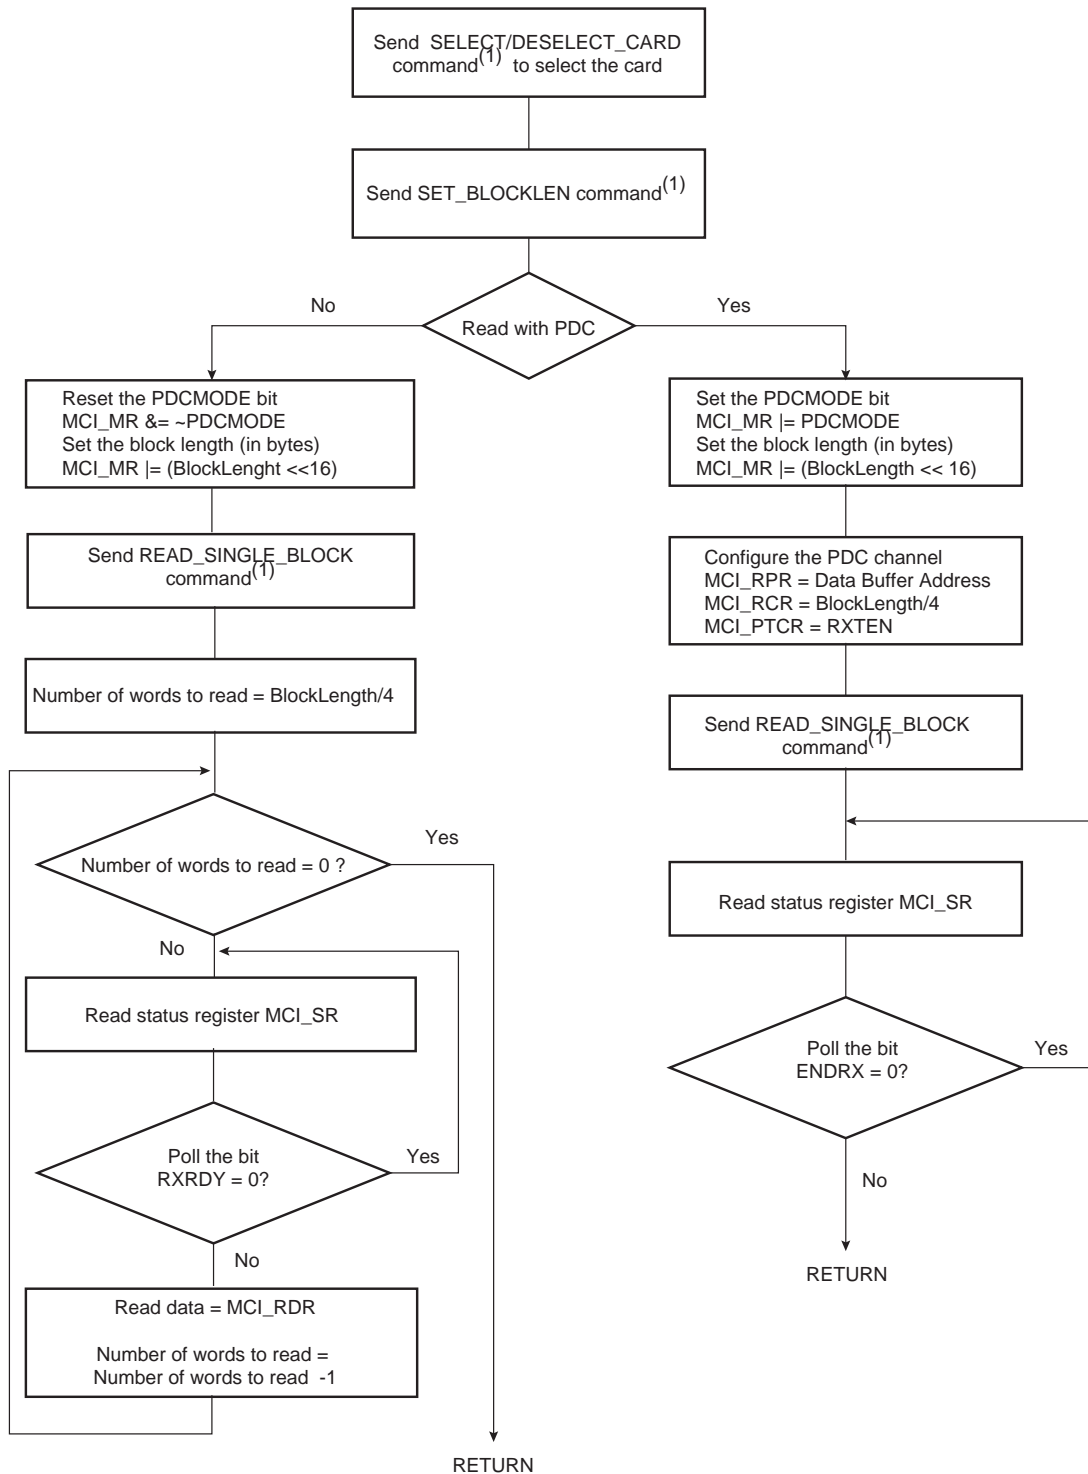 Send SELECT/DESELECT_CARD
command(1) to select the card
Send SET_BLOCKLEN command(1)
No
Yes
Read with PDC
Reset the PDCMODE bit
MCI_MR &= ~PDCMODE
Set the block length (in bytes)
MCI_MR |= (BlockLenght <<16)
Set the PDCMODE bit
MCI_MR |= PDCMODE
Set the block length (in bytes)
MCI_MR |= (BlockLength << 16)
Send READ_SINGLE_BLOCK
command(1)
Configure the PDC channel
MCI_RPR = Data Buffer Address
MCI_RCR = BlockLength/4
MCI_PTCR = RXTEN
Number of words to read = BlockLength/4
Send READ_SINGLE_BLOCK
command(1)
Number of words to read = 0 ?
Yes
No
Read status register MCI_SR
Read status register MCI_SR
Poll the bit
ENDRX = 0?
Yes
Poll the bit
RXRDY = 0?
Yes
No
No
RETURN
Read data = MCI_RDR
Number of words to read =
Number of words to read -1
RETURN